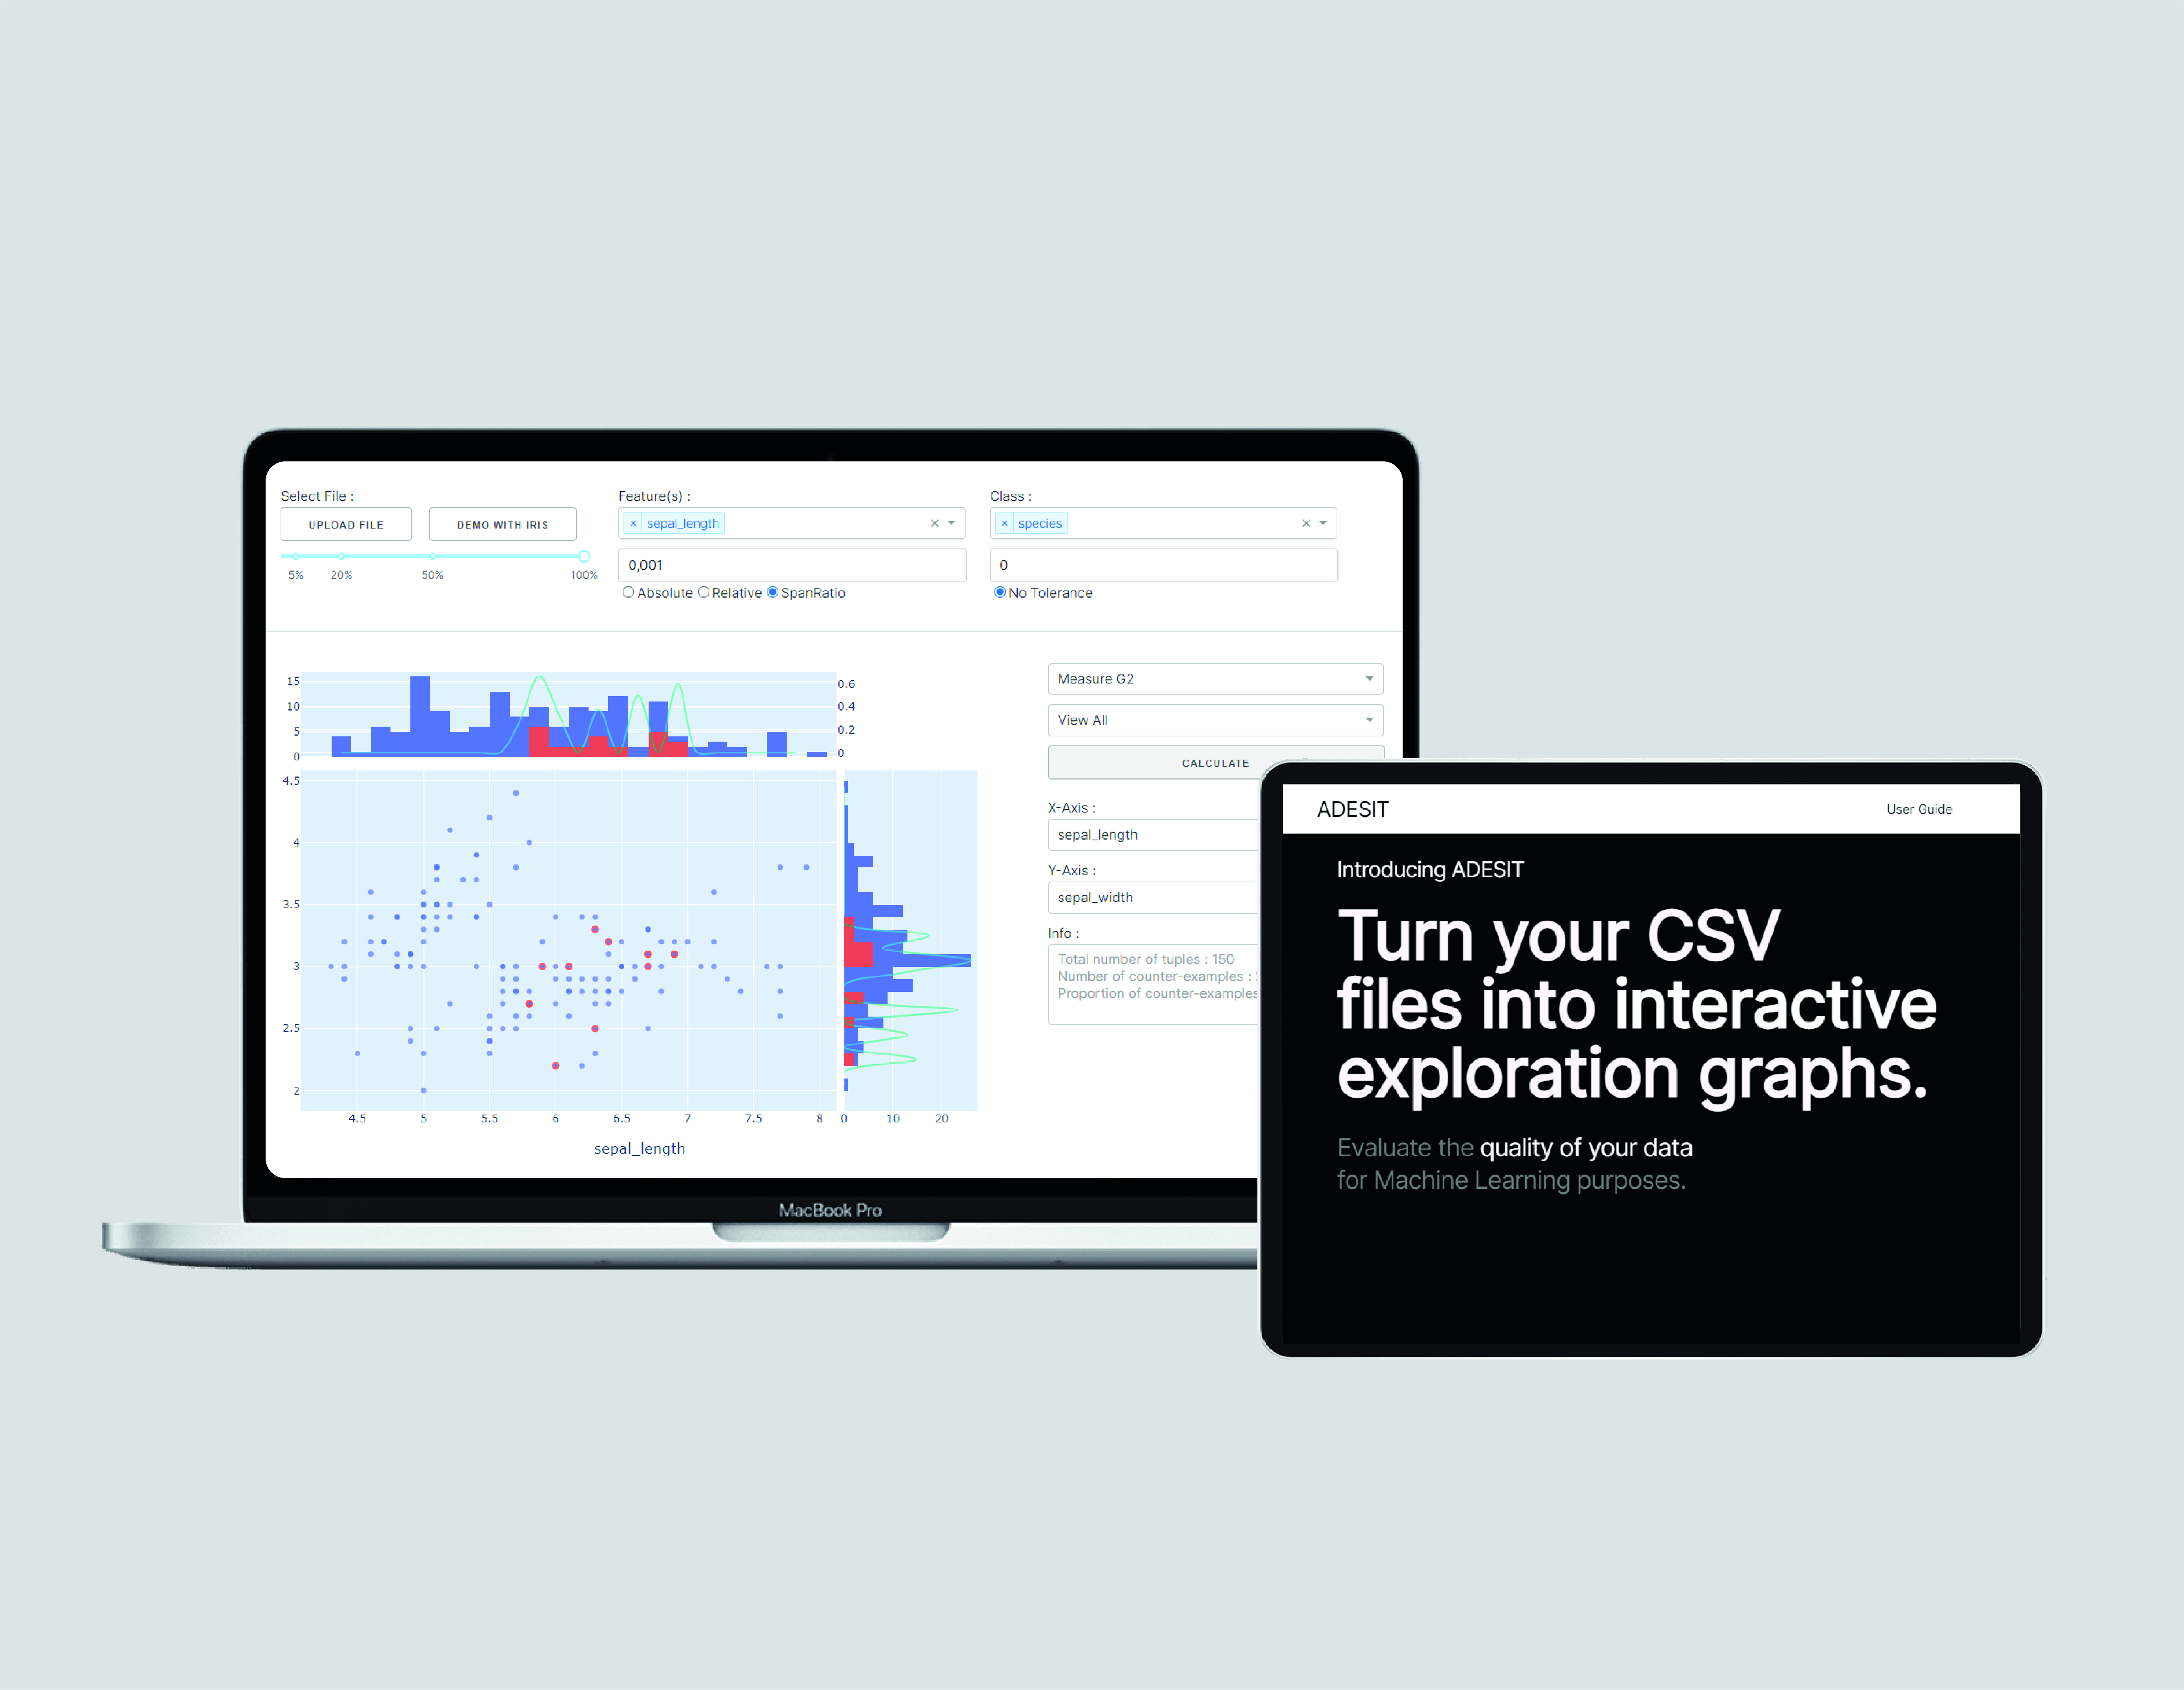 Select File :
UPLOAD FILE
DEMO WITH IRIS
5% 20% 50% 100%
Feature(s) :
× sepal_length × 
0,001
Absolute Relative SpanRatio
Class :
× species ×
0
No Tolerance
15
10
5
0
0.6
0.4
0.2
0
4.5
4
3.5
3
2.5
2
4.5 5 5.5 6 6.5 7 7.5 8
0 10 20
sepal_length
Measure G2
View All
CALCULATE
X-Axis :
sepal_length
Y-Axis :
sepal_width
Info :
Total number of tuples : 150
Number of counter-examples :
Proportion of counter-examples
MacBook Pro
ADESIT
User Guide
Introducing ADESIT
Turn your CSV
files into interactive
exploration graphs.
Evaluate the quality of your data
for Machine Learning purposes.